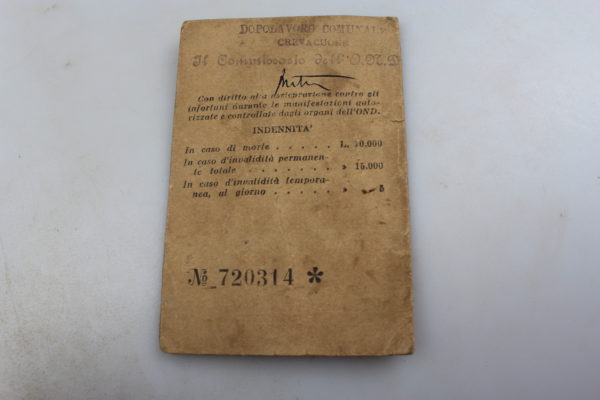 DOPOLAVORO COMUNALE
CREVACUORE
Il Commissario dell'O.N.D.
Con diritto alla assicurazione contro gli
infortuni durante le manifestazioni auto-
rizzate e controllate dagli organi dell'OND.
INDENNITA'
In caso di morte . . . . . L. 10.000
In caso d'invalidità permanen-
te totale . . . . . » 15.000
In caso d'invalidità tempora-
nea, al giorno . . . . . » 5
№ 720314 *